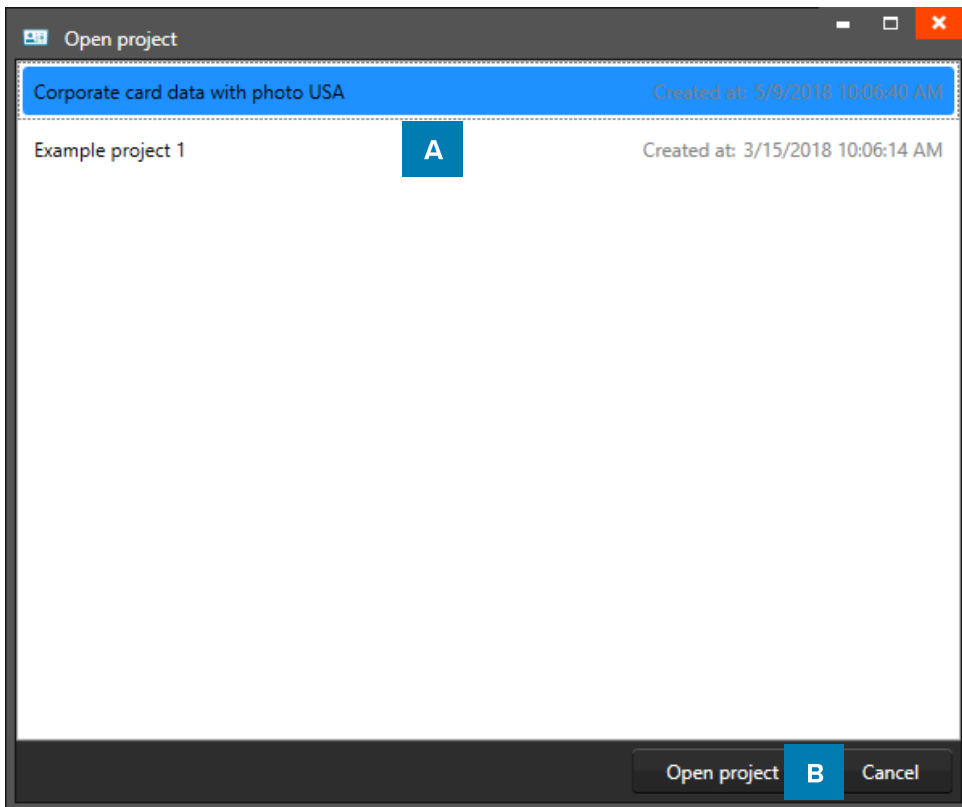 Open project
Corporate card data with photo USA Created at: 5/9/2018 10:06:40 AM
A
Example project 1 Created at: 3/15/2018 10:06:14 AM
Open project B Cancel